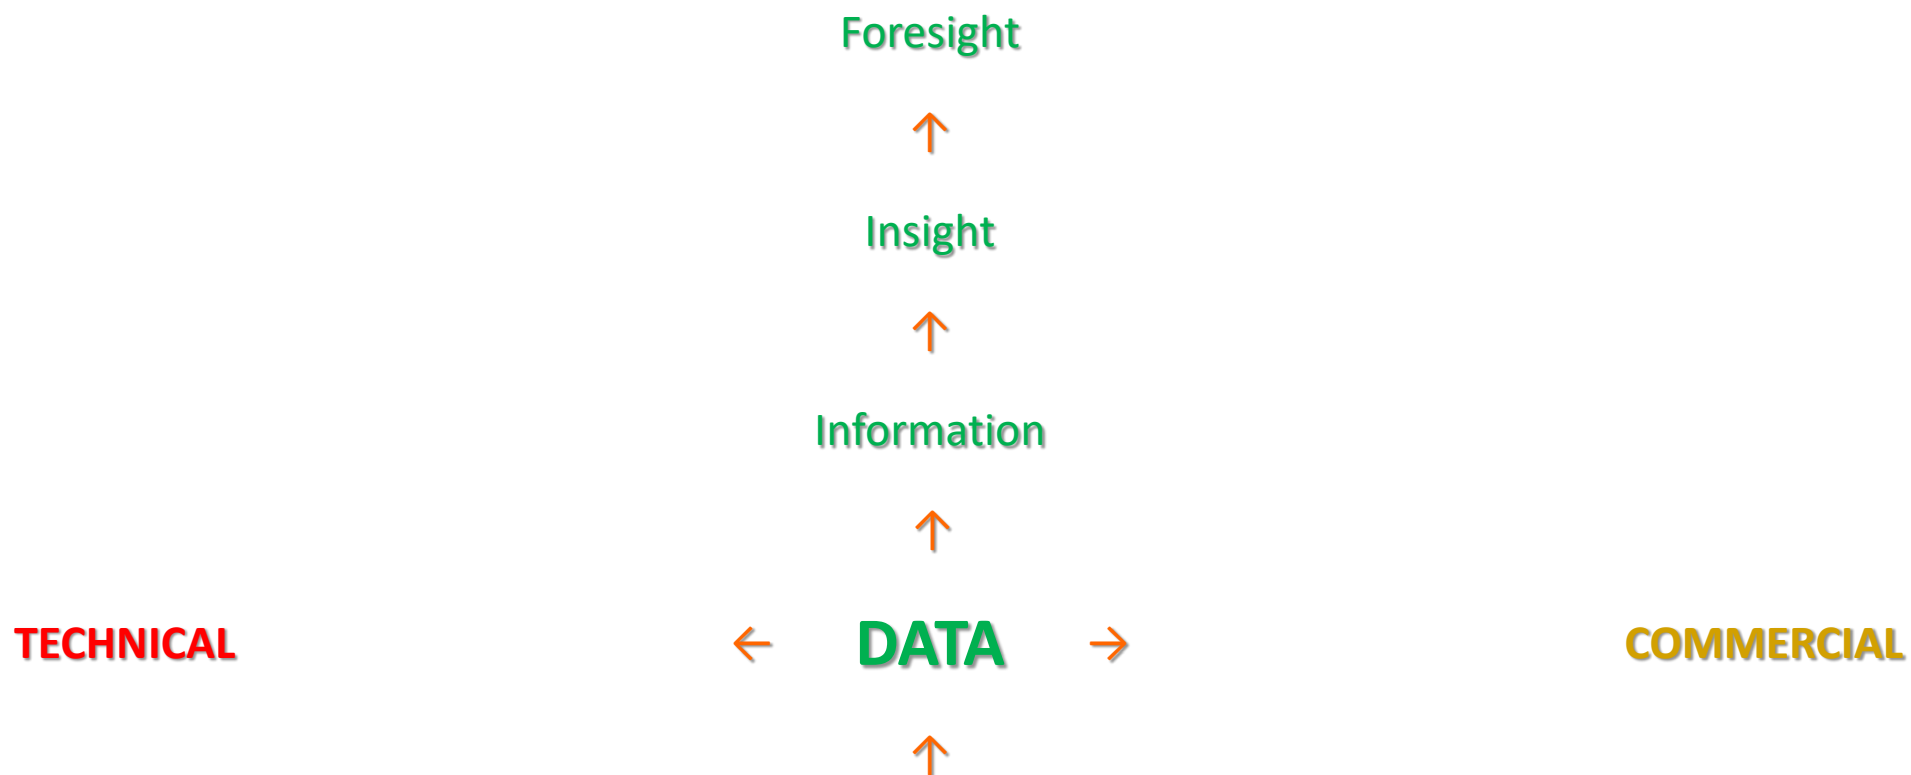 Foresight
↑
Insight
↑
Information
↑
TECHNICAL ← DATA → COMMERCIAL
↑